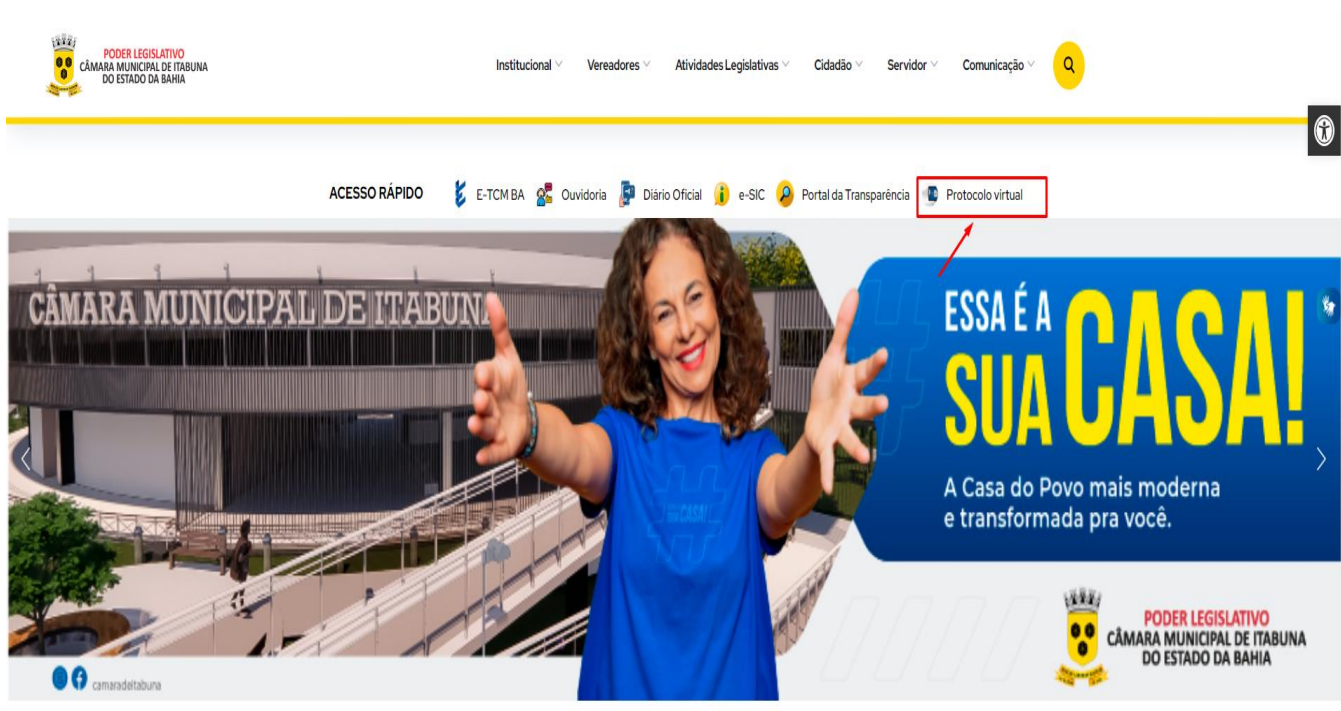 PODER LEGISLATIVO
CÂMARA MUNICIPAL DE ITABUNA
DO ESTADO DA BAHIA
Institucional Vereadores Atividades Legislativas Cidadão Servidor Comunicação
ACESSO RÁPIDO E-TCM BA Ouvidoria Diário Oficial e-SIC Portal da Transparência Protocolo virtual
CÂMARA MUNICIPAL DE ITABUNA
ESSA É A
SUA CASA!
A Casa do Povo mais moderna
e transformada pra você.
CASA!
PODER LEGISLATIVO
CÂMARA MUNICIPAL DE ITABUNA
DO ESTADO DA BAHIA
camaradeitabuna